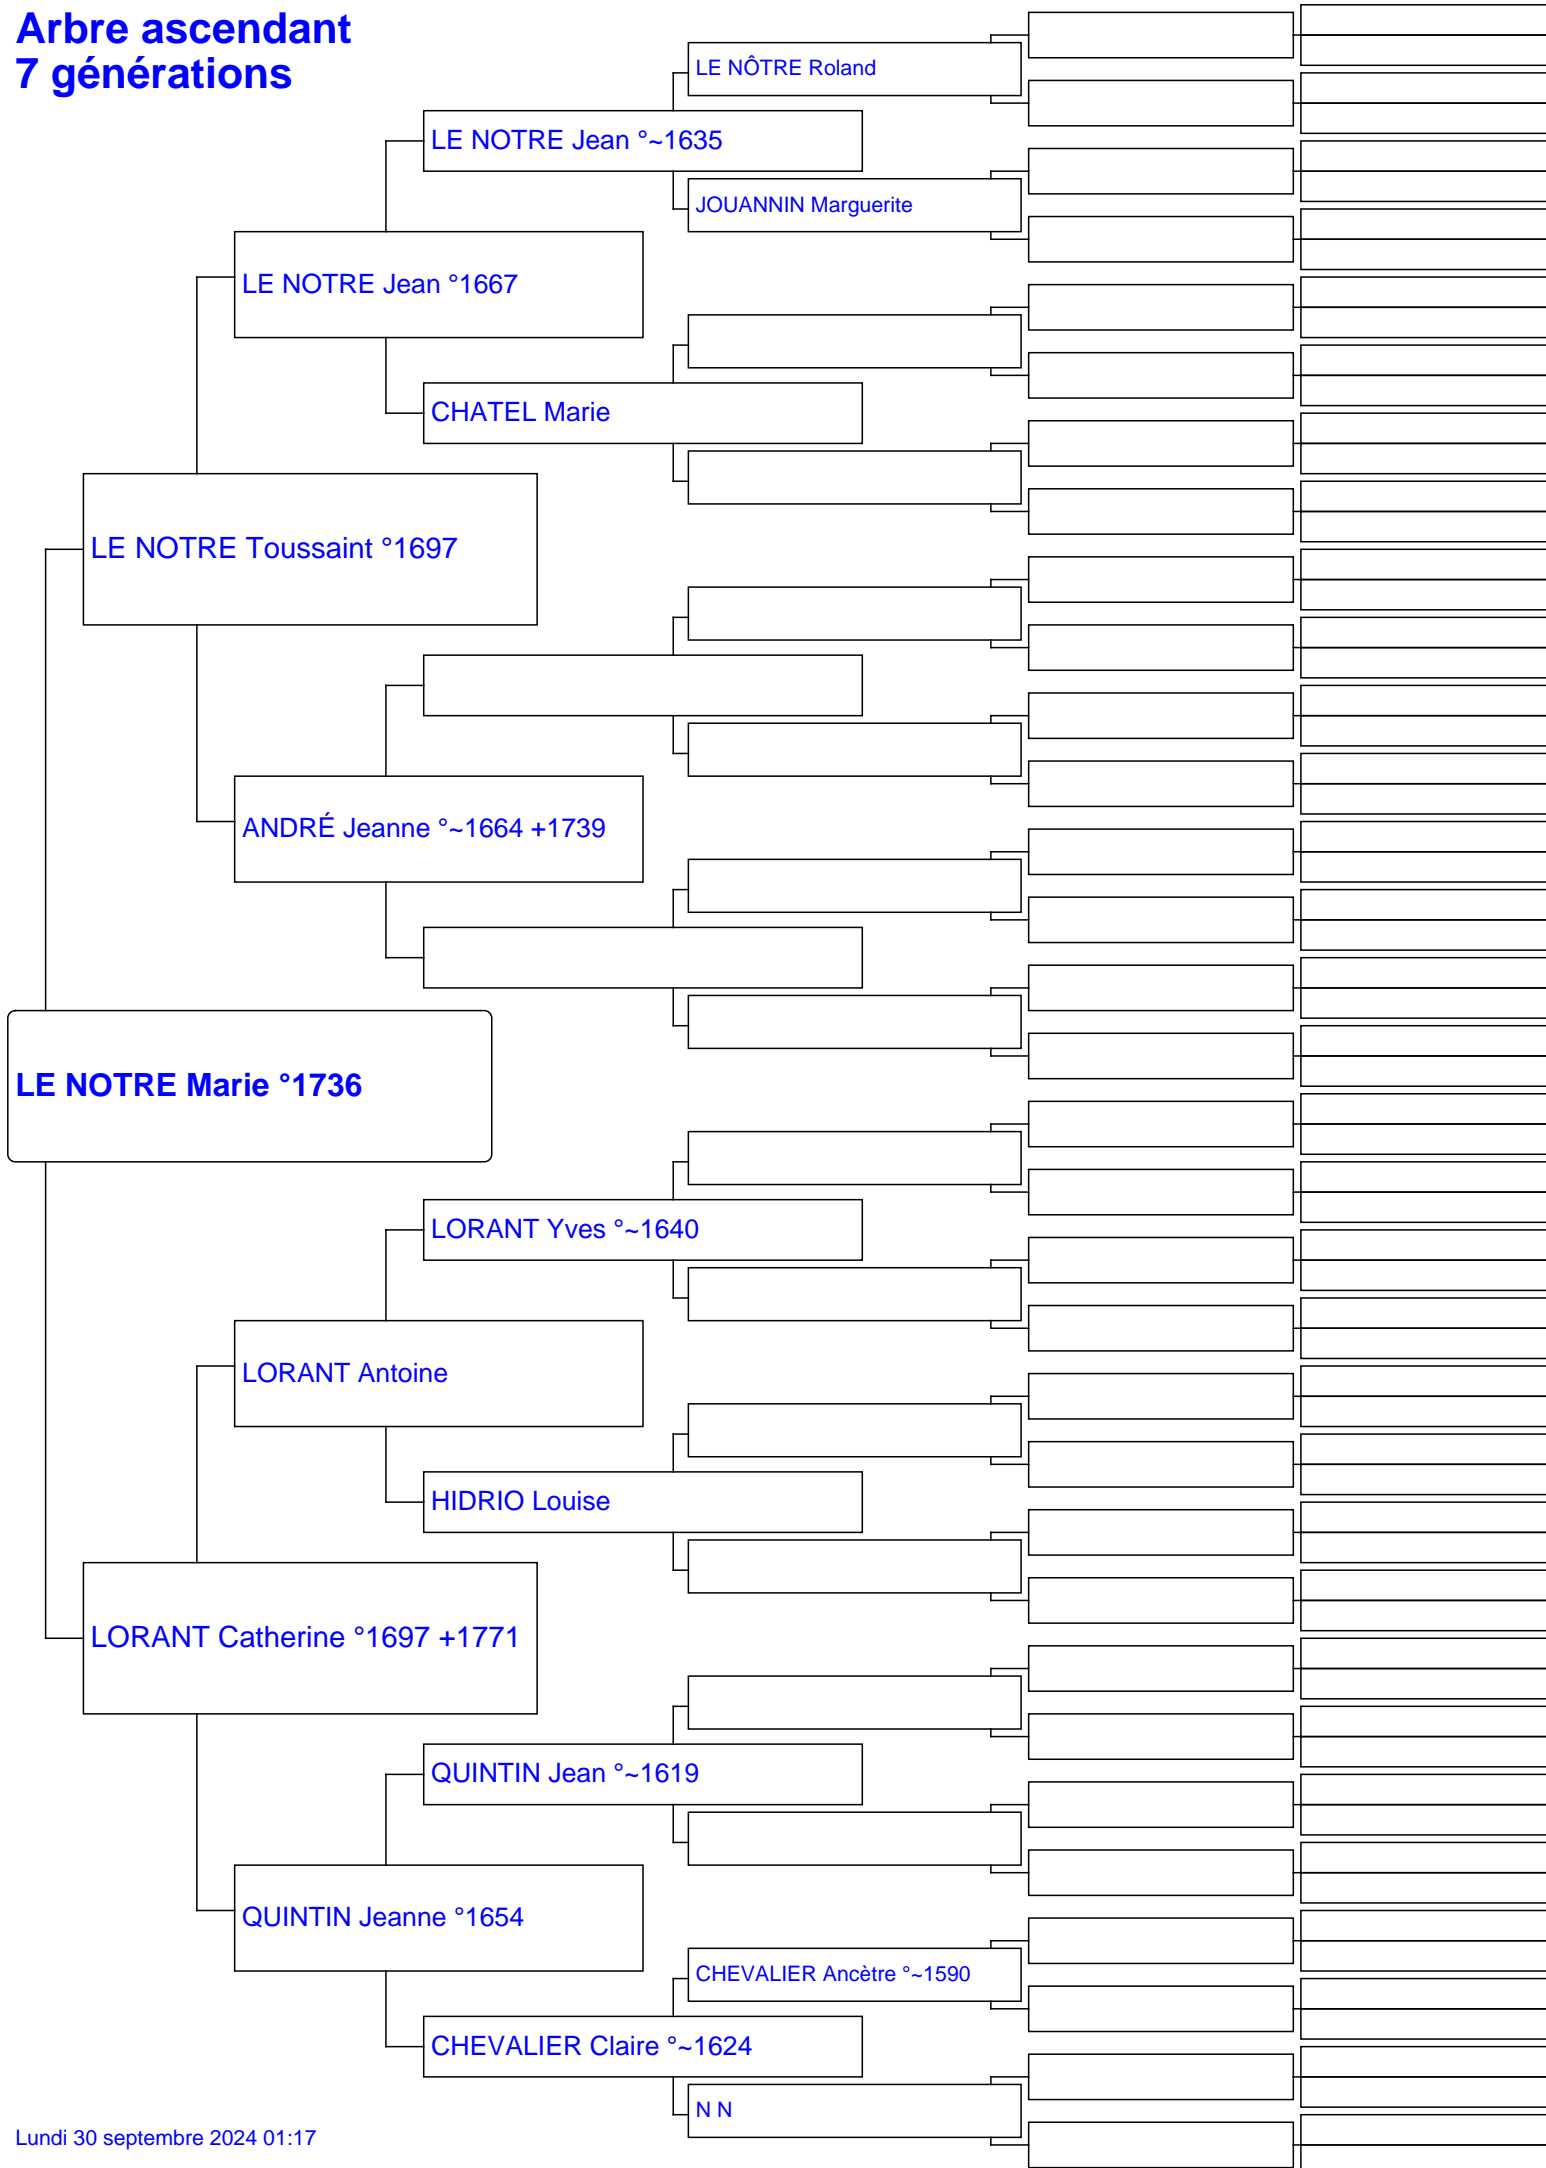 Arbre ascendant
7 générations
LE NÔTRE Roland
LE NOTRE Jean °~1635
JOUANNIN Marguerite
LE NOTRE Jean °1667
CHATEL Marie
LE NOTRE Toussaint °1697
ANDRÉ Jeanne °~1664 +1739
LE NOTRE Marie °1736
LORANT Yves °~1640
LORANT Antoine
HIDRIO Louise
LORANT Catherine °1697 +1771
QUINTIN Jean °~1619
QUINTIN Jeanne °1654
CHEVALIER Ancètre °~1590
CHEVALIER Claire °~1624
N N
Lundi 30 septembre 2024 01:17